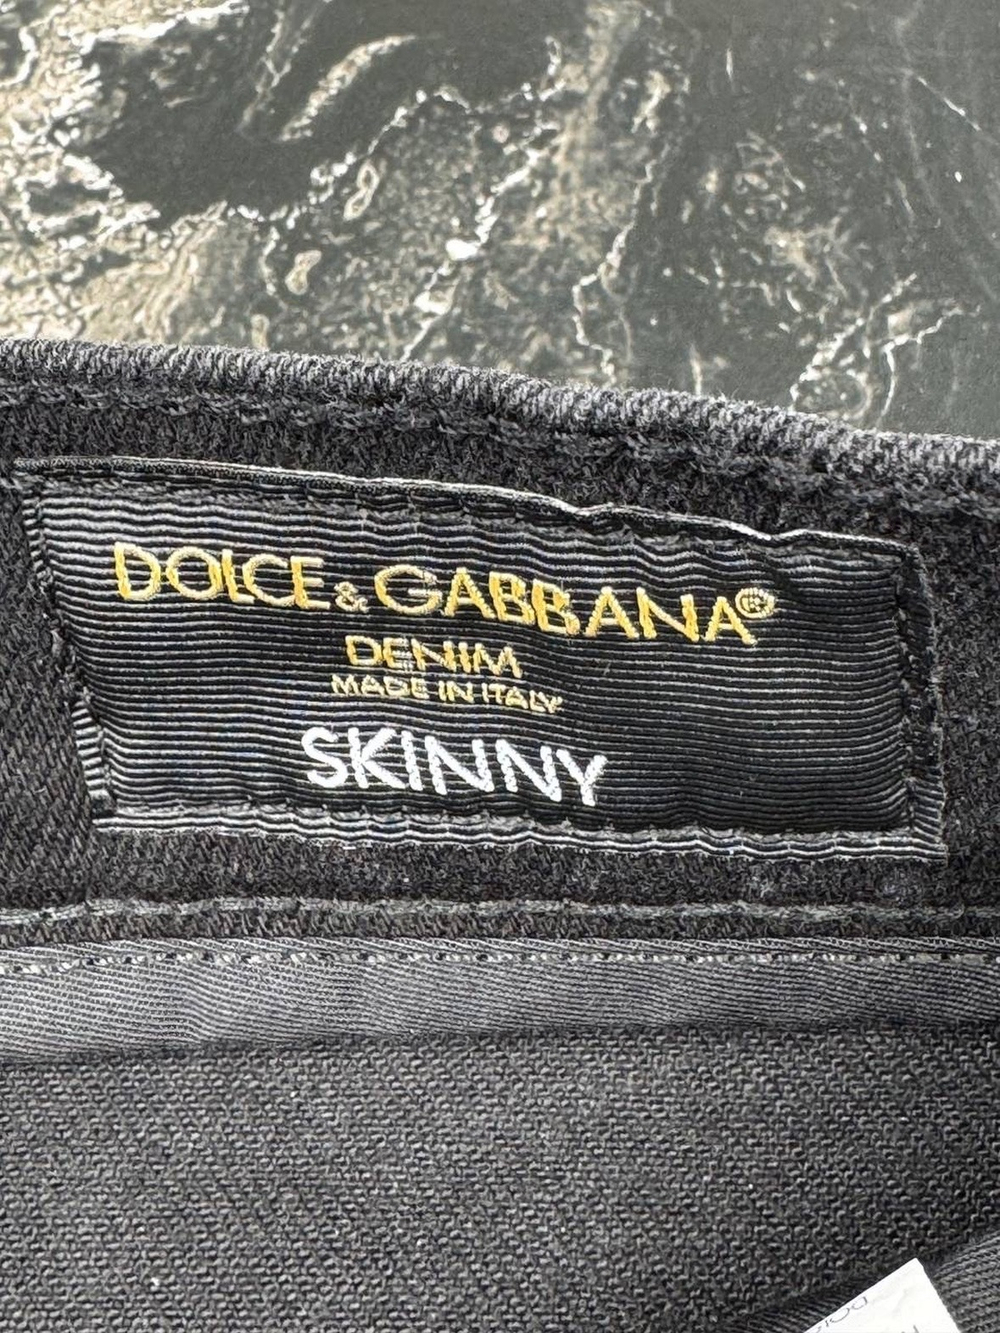 DOLCE & GABBANA®
DENIM
MADE IN ITALY
SKINNY